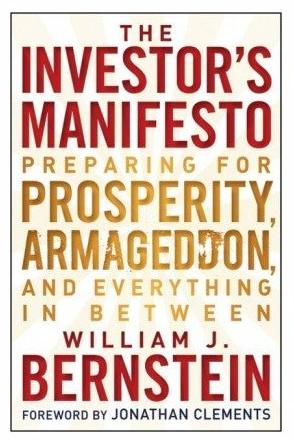 THE
INVESTOR'S
MANIFESTO
PREPARING FOR
PROSPERITY,
ARMAGEDDON,
AND EVERYTHING
IN BETWEEN
WILLIAM J.
BERNSTEIN
FOREWORD BY JONATHAN CLEMENTS